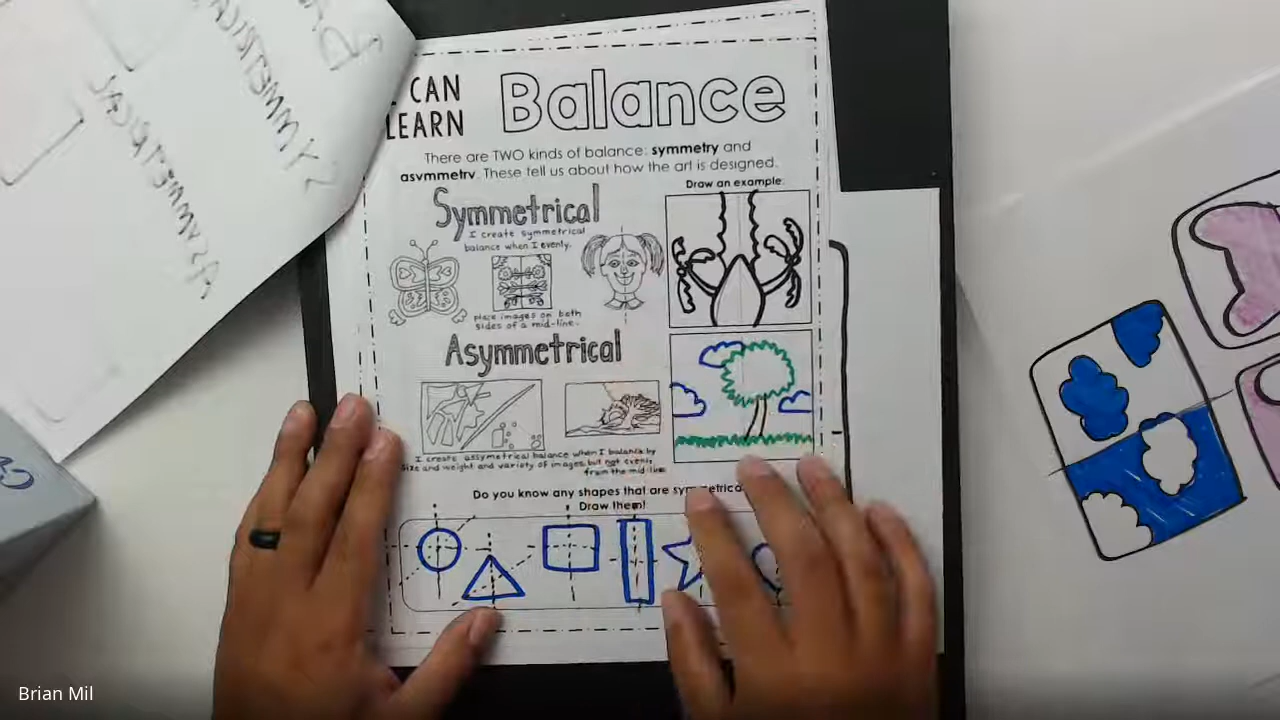 CAN
LEARN
Balance
There are TWO kinds of balance: symmetry and
asymmetry. These tell us about how the art is designed.
Draw an example
Symmetrical
I create symmetrical
balance when I evenly.
place images on both
sides of a mid-line.
Asymmetrical
I create assymetrical balance when I balance by
size and weight and variety of images but not evenly
from the mid-line
Do you know any shapes that are symmetrical
Draw them!
Brian Mil